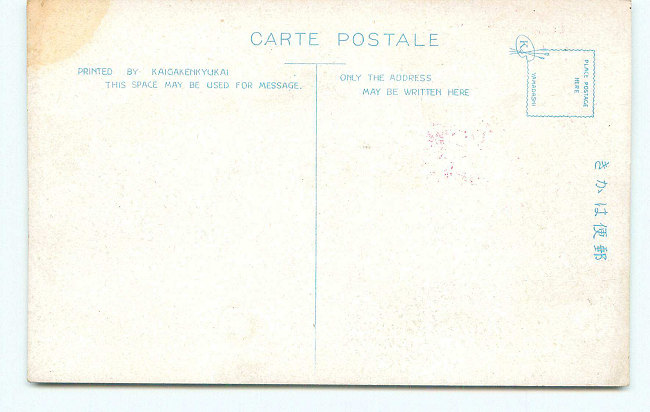 CARTE POSTALE
PRINTED BY KAIGAKENKYUKAI
THIS SPACE MAY BE USED FOR MESSAGE.
ONLY THE ADDRESS
MAY BE WRITTEN HERE
K
PLACE POSTAGE
HERE
YAMADASHI
きかは便郵